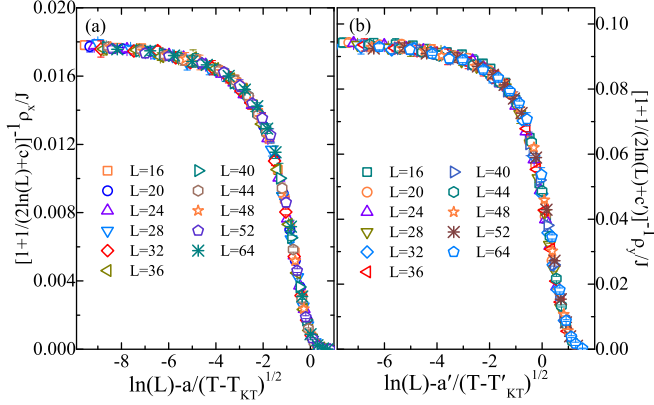 (a)
[1+1/(2ln(L)+c)]⁻¹ρₓ/J
0.020
0.016
0.012
0.008
0.004
0.000
L=16
L=20
L=24
L=28
L=32
L=36
L=40
L=44
L=48
L=52
L=64
-8 -6 -4 -2 0
ln(L)-a/(T-T_KT)^1/2
(b)
L=16
L=20
L=24
L=28
L=32
L=36
L=40
L=44
L=48
L=52
L=64
-6 -4 -2 0
ln(L)-a′/(T-T′_KT)^1/2
0.10
0.08
0.06
0.04
0.02
0.00
[1+1/(2ln(L)+c′)]⁻¹ρ_y/J